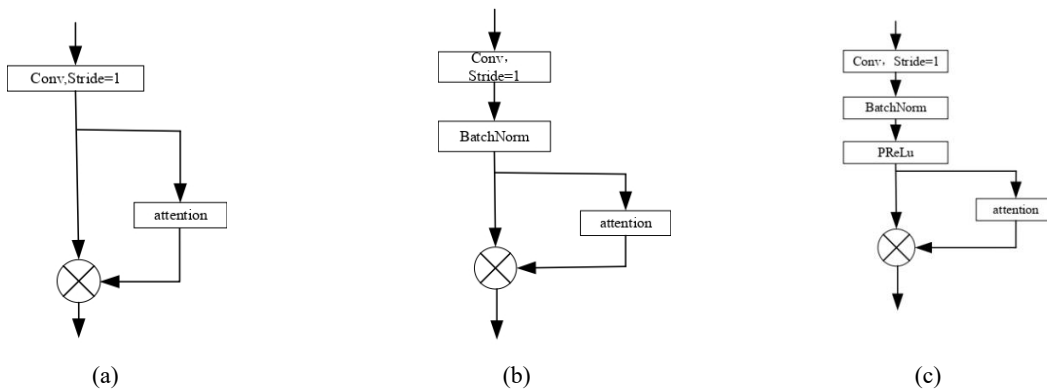 Conv,Stride=1
attention
(a)
Conv，
Stride=1
BatchNorm
attention
(b)
Conv，Stride=1
BatchNorm
PReLu
attention
(c)